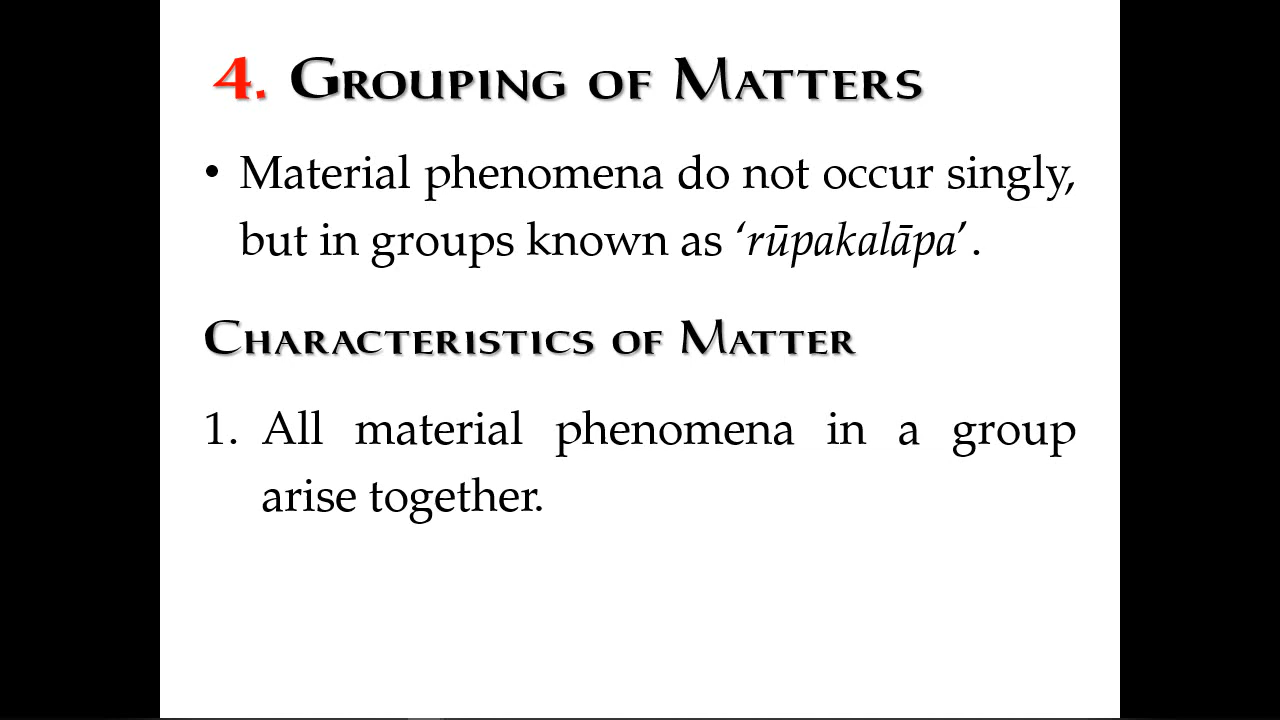 4. Grouping of Matters
• Material phenomena do not occur singly,
but in groups known as ‘rūpakalāpa’.
Characteristics of Matter
1. All material phenomena in a group
arise together.